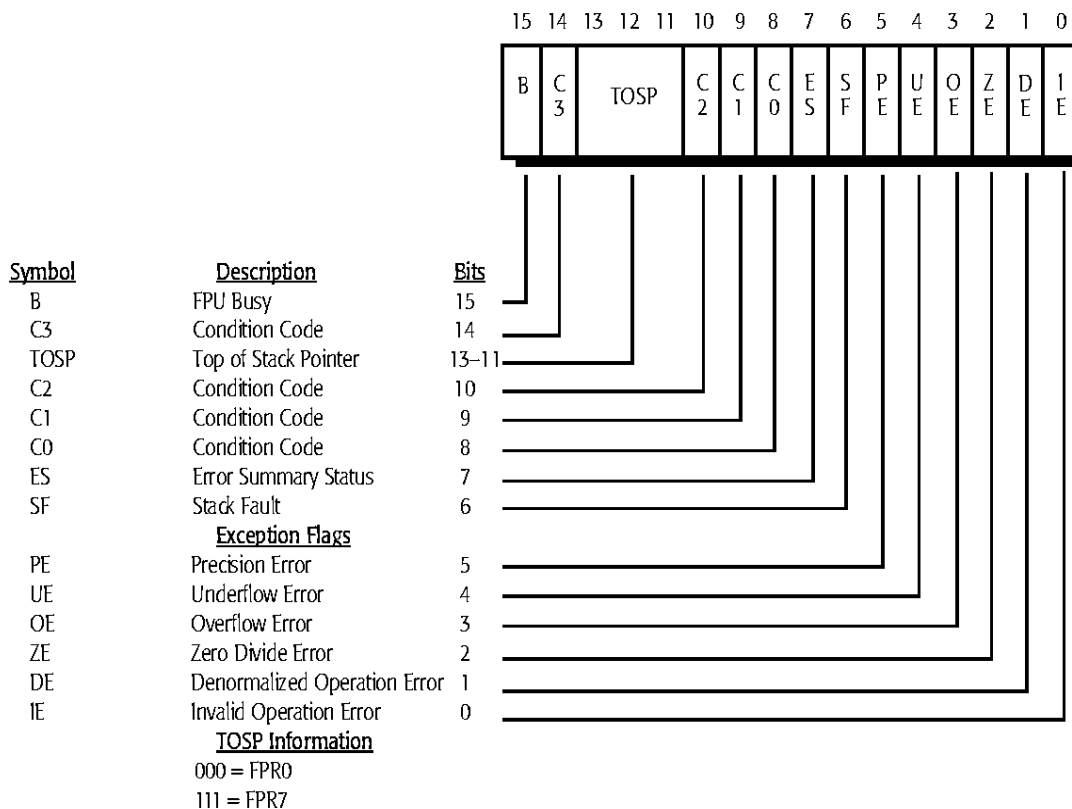 15 14 13 12 11 10 9 8 7 6 5 4 3 2 1 0
B C3 TOSP C2 C1 C0 ES SF PE UE OE ZE DE IE
Symbol Description Bits
B FPU Busy 15
C3 Condition Code 14
TOSP Top of Stack Pointer 13–11
C2 Condition Code 10
C1 Condition Code 9
C0 Condition Code 8
ES Error Summary Status 7
SF Stack Fault 6
Exception Flags
PE Precision Error 5
UE Underflow Error 4
OE Overflow Error 3
ZE Zero Divide Error 2
DE Denormalized Operation Error 1
IE Invalid Operation Error 0
TOSP Information
000 = FPR0
111 = FPR7